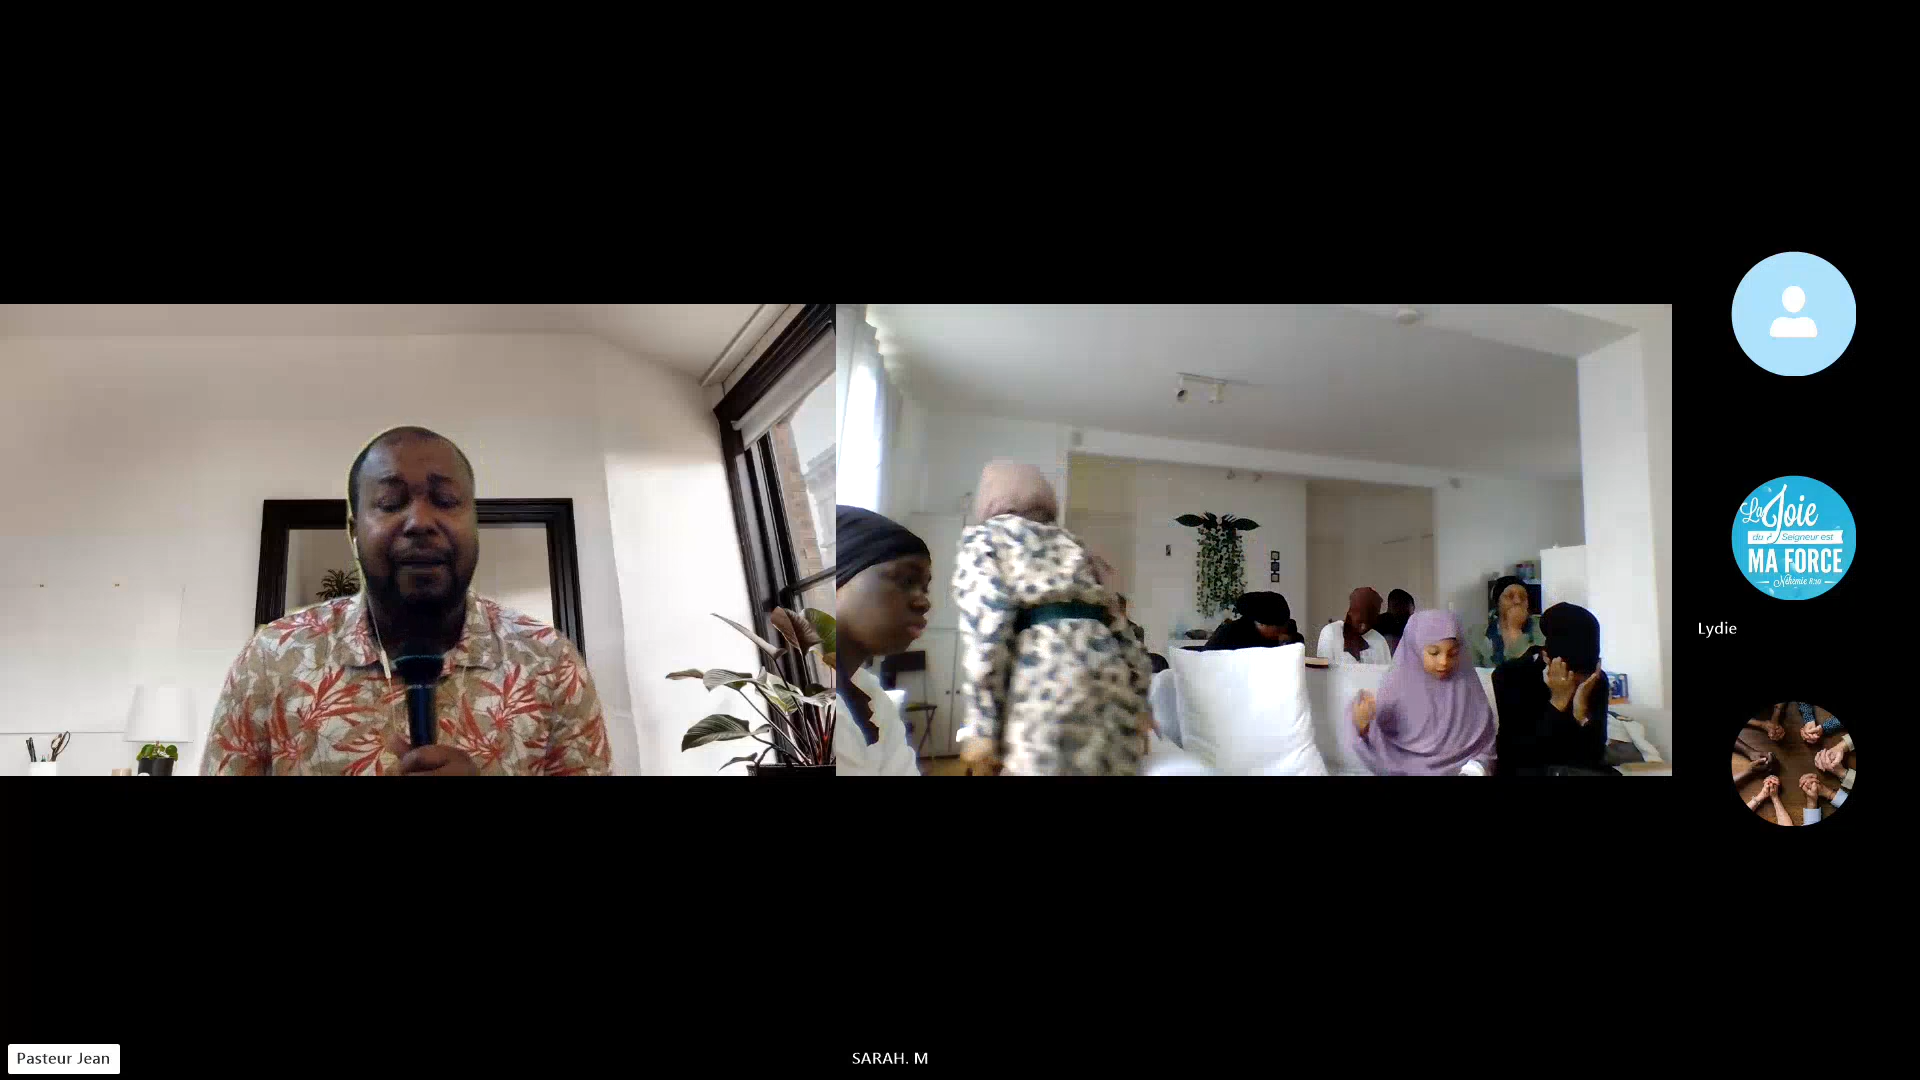 La Joie
du Seigneur est
MA FORCE
Néhémie 8:10
Lydie
Pasteur Jean
SARAH. M